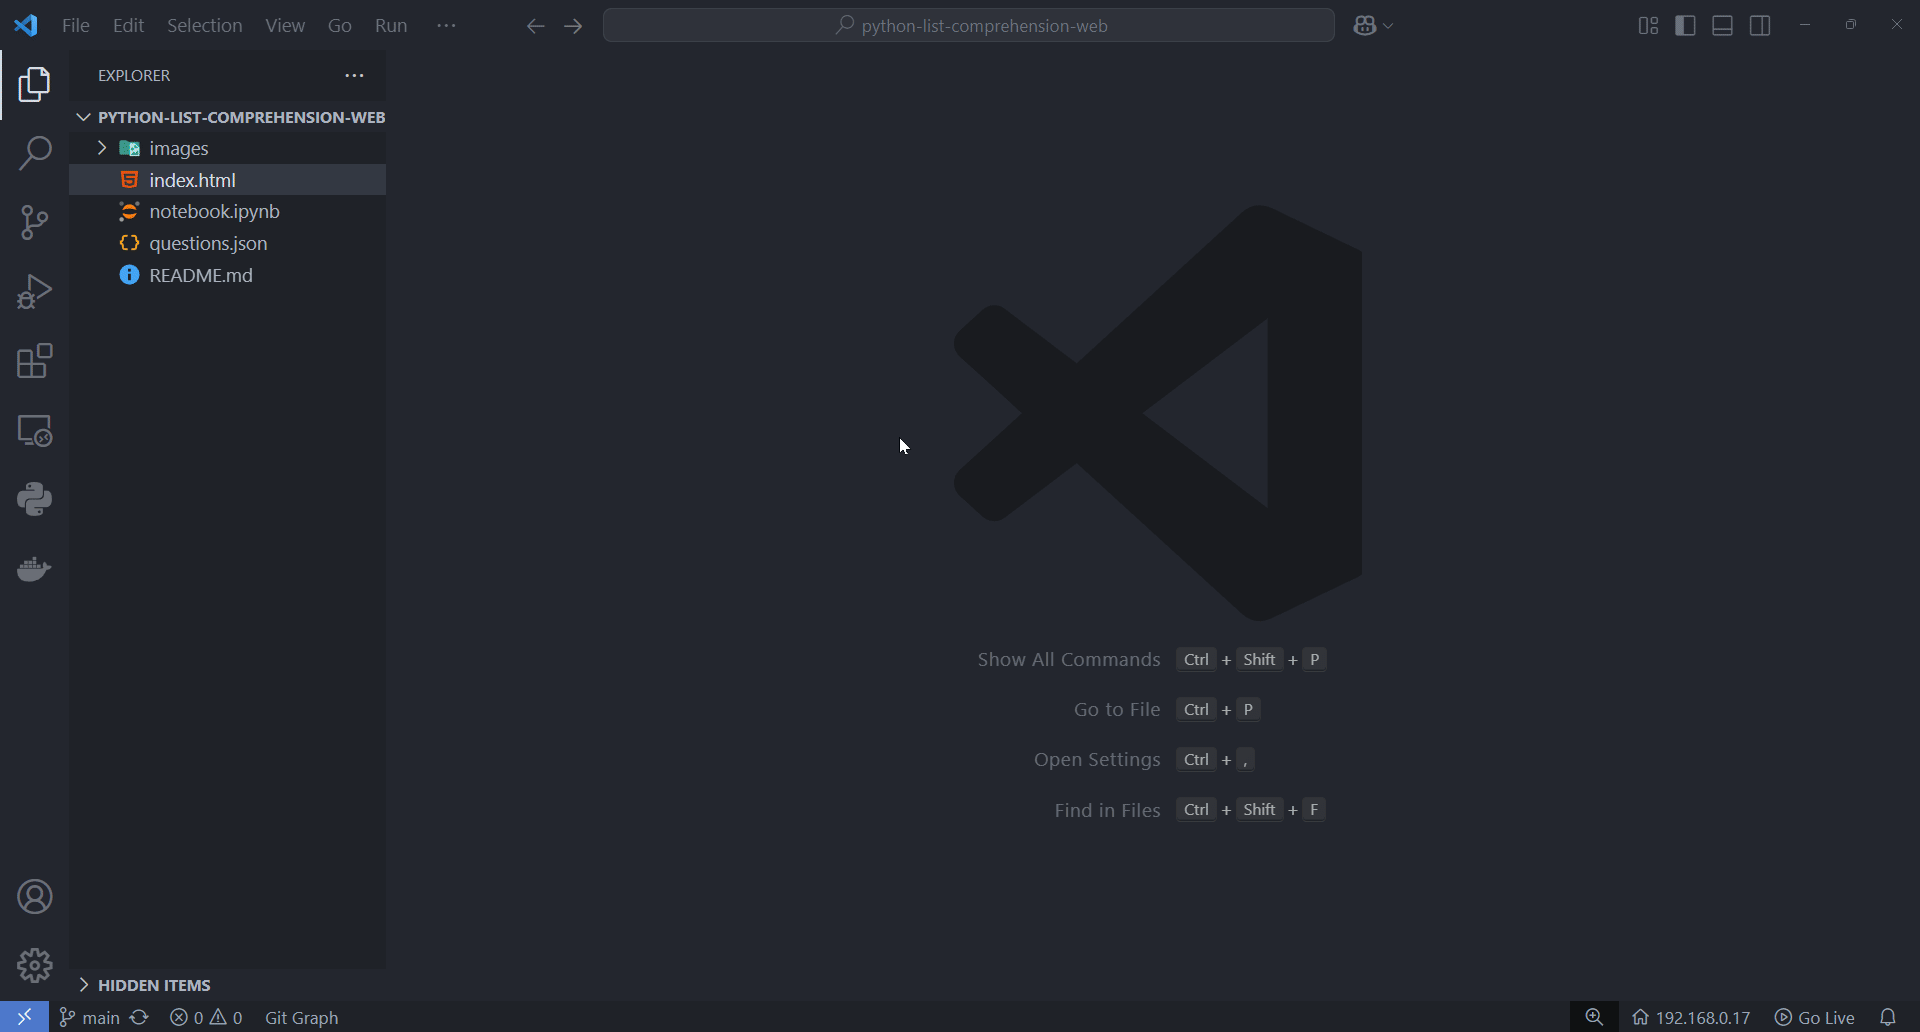 File Edit Selection View Go Run ···
python-list-comprehension-web
EXPLORER ···
PYTHON-LIST-COMPREHENSION-WEB
images
index.html
notebook.ipynb
questions.json
README.md
Show All Commands Ctrl + Shift + P
Go to File Ctrl + P
Open Settings Ctrl + ,
Find in Files Ctrl + Shift + F
HIDDEN ITEMS
main 0 0 Git Graph 192.168.0.17 Go Live